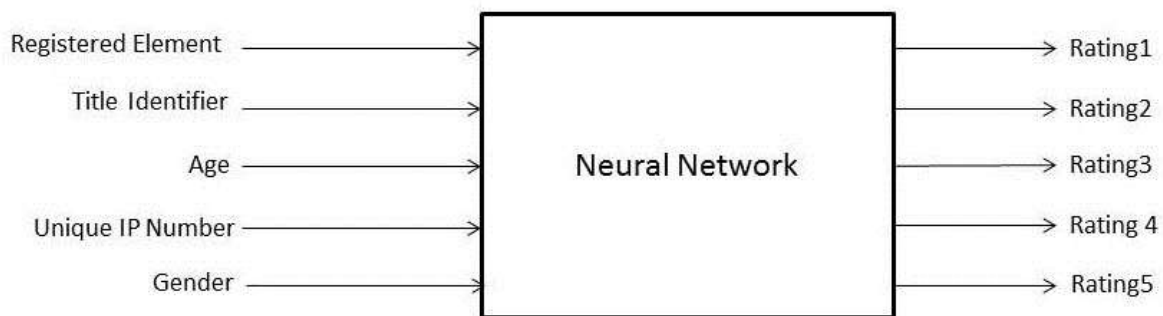 Registered Element
Title Identifier
Age
Unique IP Number
Gender
Neural Network
Rating1
Rating2
Rating3
Rating 4
Rating5